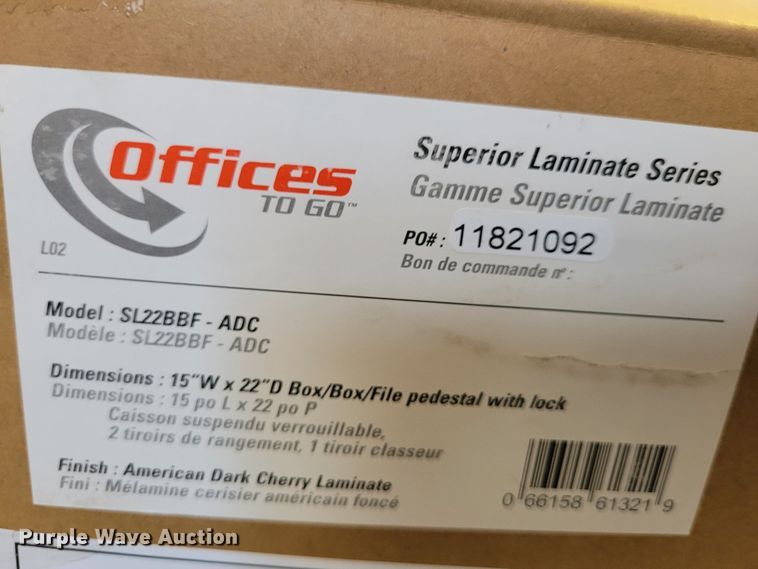 Offices
TO GO™
L02
Superior Laminate Series
Gamme Superior Laminate
PO# : 11821092
Bon de commande nº :
Model : SL22BBF - ADC
Modèle : SL22BBF - ADC
Dimensions : 15"W x 22"D Box/Box/File pedestal with lock
Dimensions : 15 po L x 22 po P
Caisson suspendu verrouillable,
2 tiroirs de rangement, 1 tiroir classeur
Finish : American Dark Cherry Laminate
Fini : Mélamine cerisier américain foncé
0 66158 61321 9
Purple Wave Auction